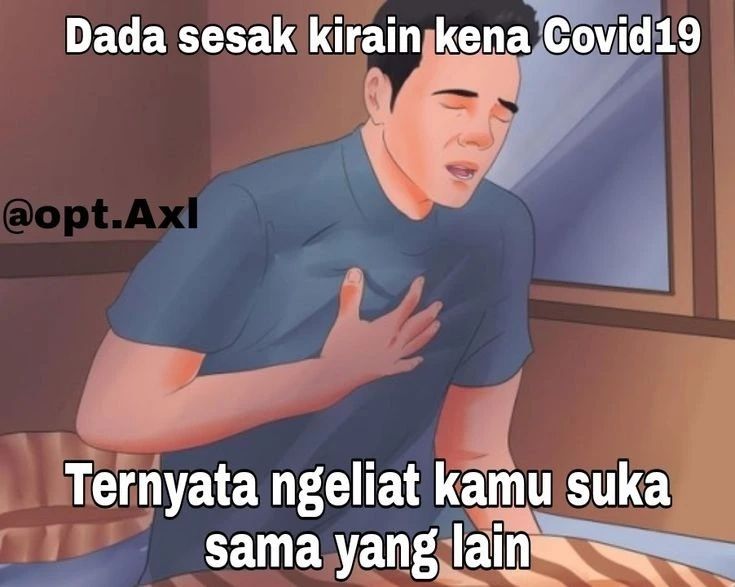 Dada sesak kirain kena Covid19
@opt.Axl
Ternyata ngeliat kamu suka
sama yang lain